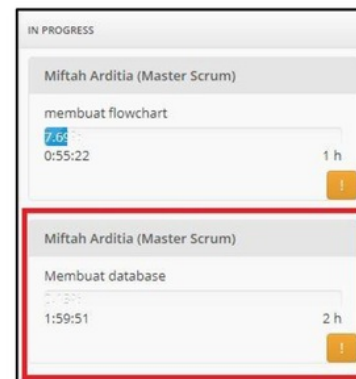 IN PROGRESS
Miftah Arditia (Master Scrum)
membuat flowchart
0:55:22 1 h
!
Miftah Arditia (Master Scrum)
Membuat database
1:59:51 2 h
!